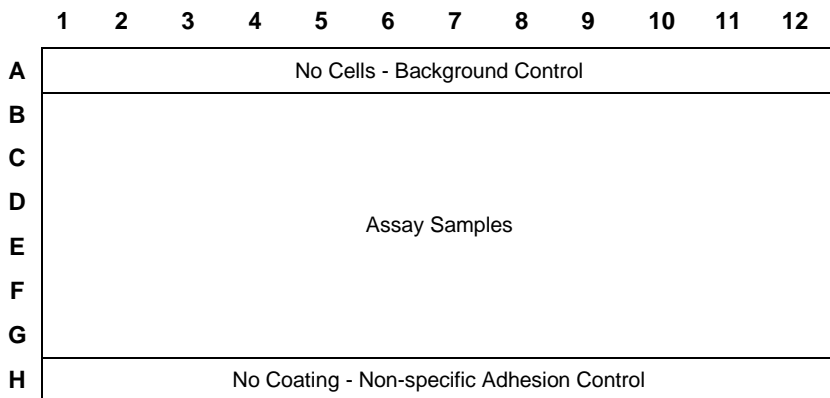 1 2 3 4 5 6 7 8 9 10 11 12
A No Cells - Background Control
B
C
D
Assay Samples
E
F
G
H No Coating - Non-specific Adhesion Control